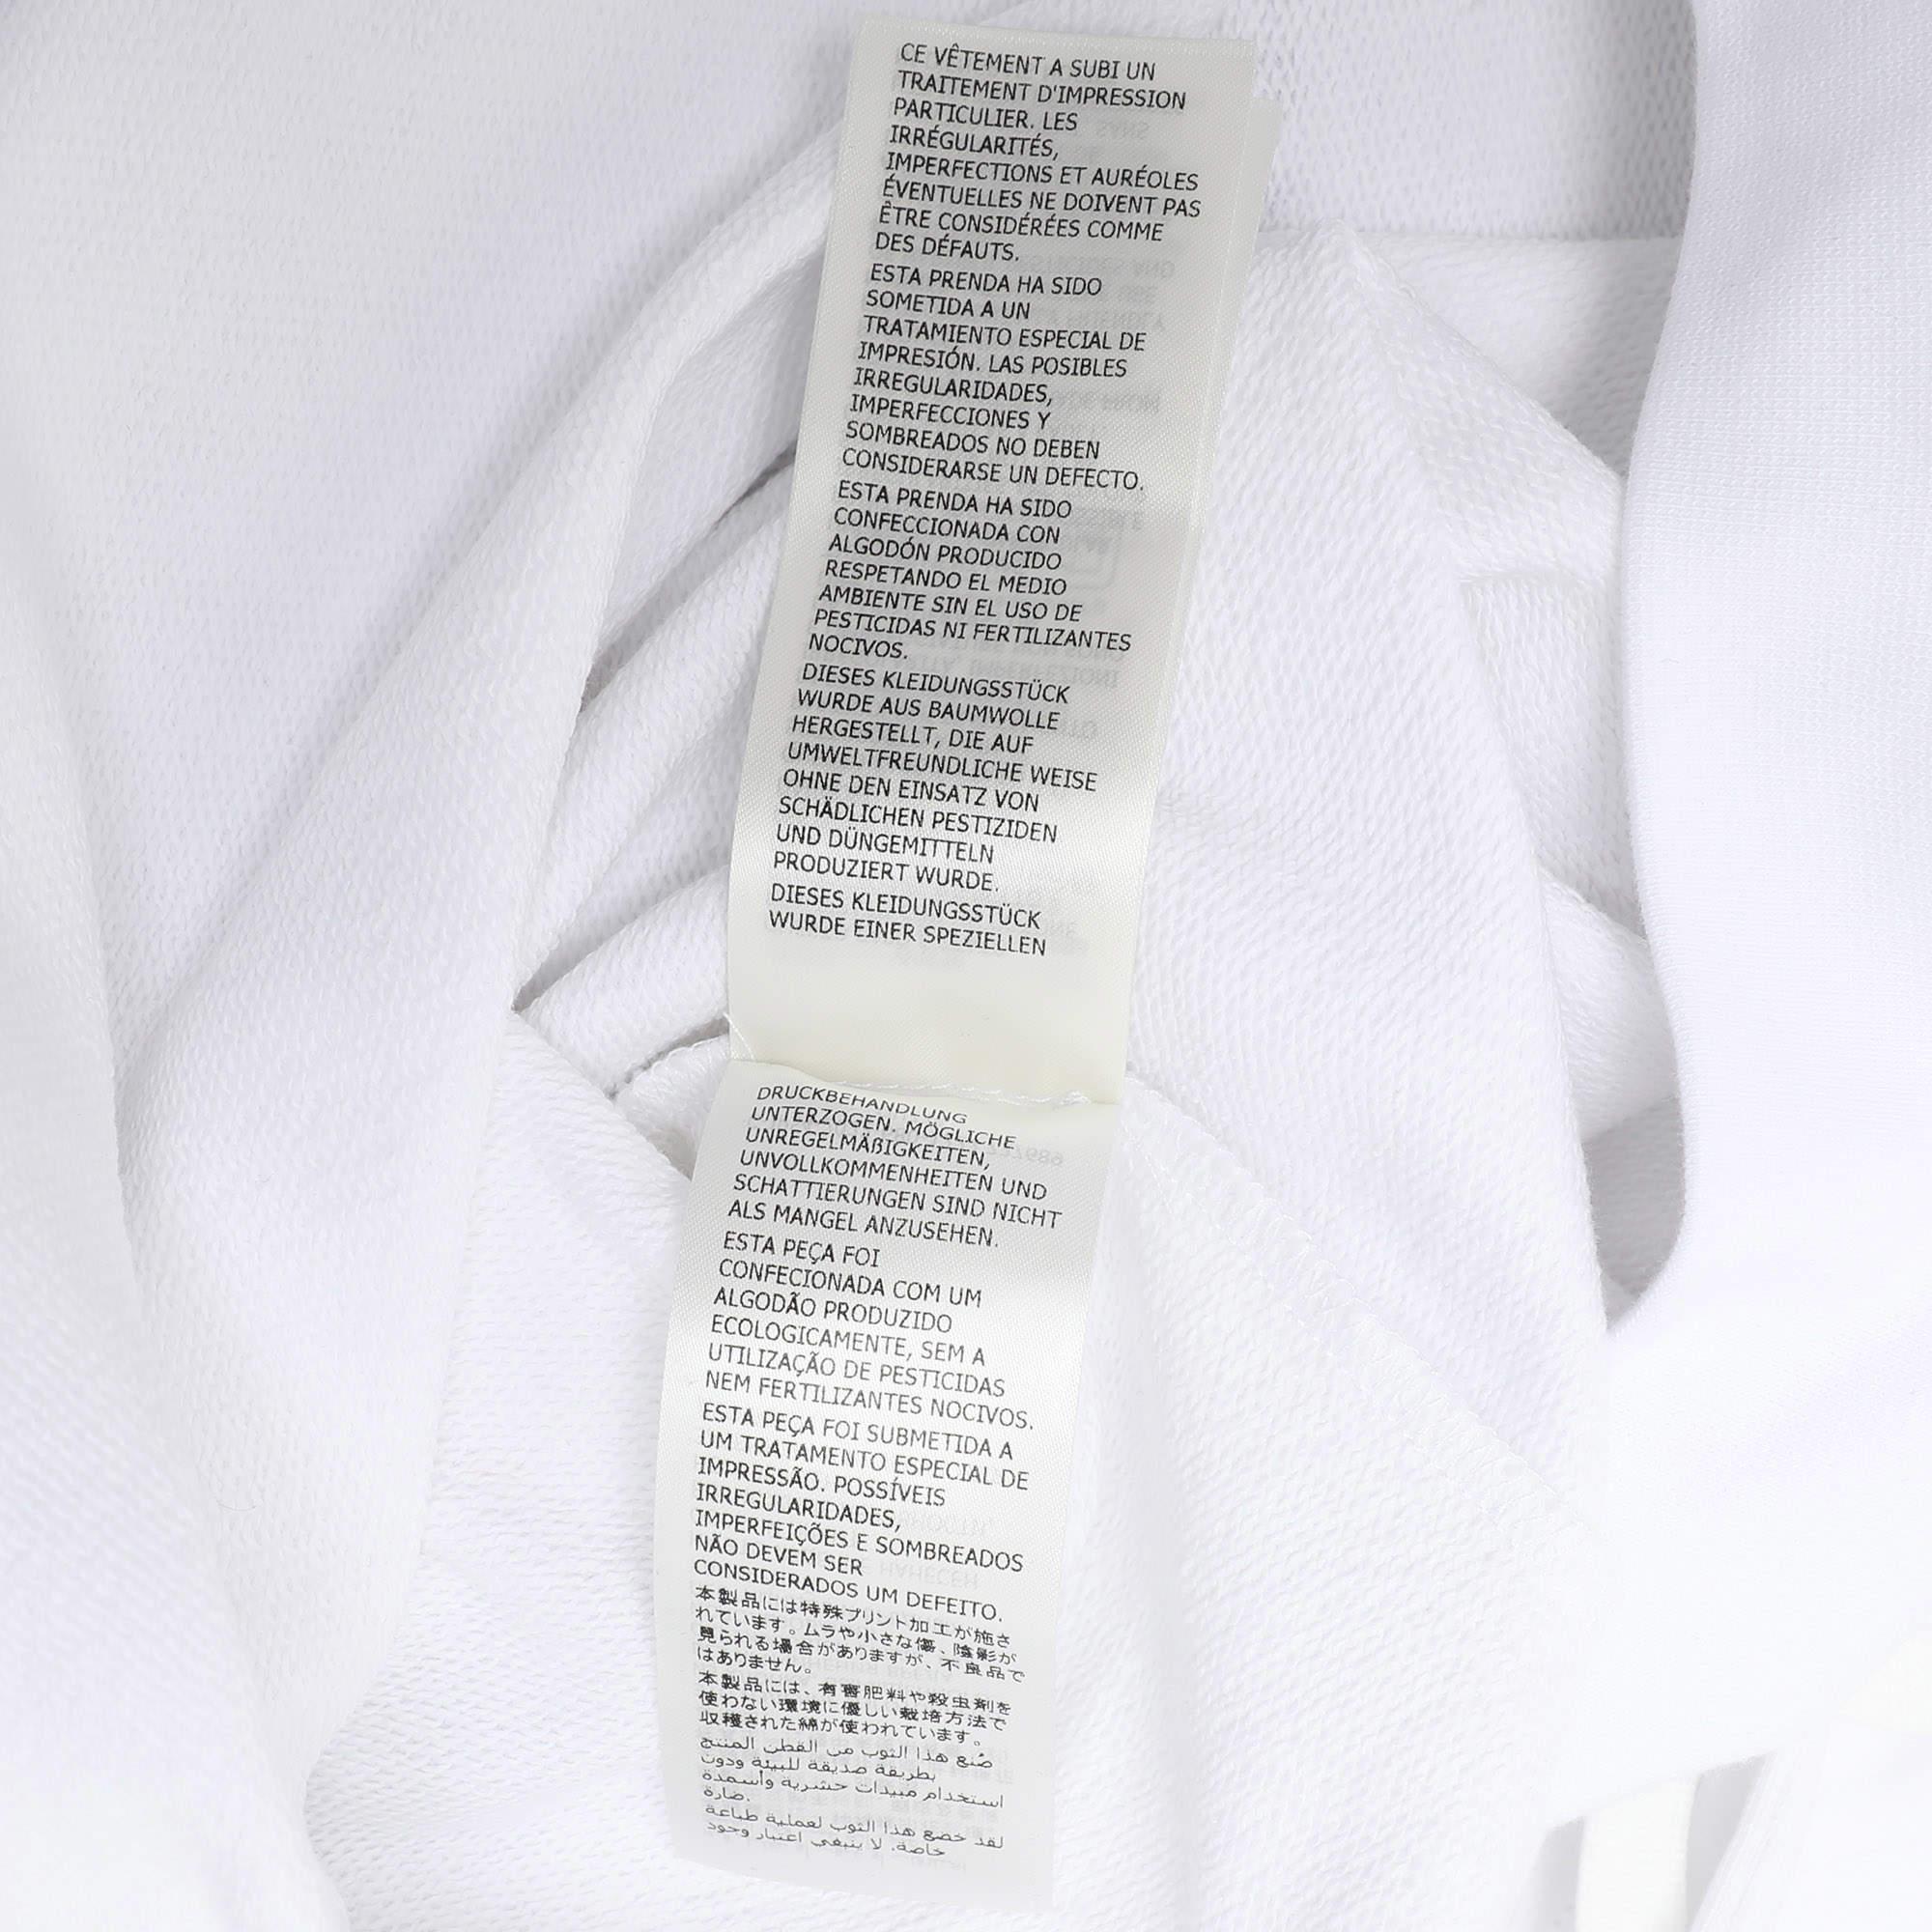 CE VÊTEMENT A SUBI UN
TRAITEMENT D'IMPRESSION
PARTICULIER. LES
IRRÉGULARITÉS,
IMPERFECTIONS ET AURÉOLES
ÉVENTUELLES NE DOIVENT PAS
ÊTRE CONSIDÉRÉES COMME
DES DÉFAUTS.
ESTA PRENDA HA SIDO
SOMETIDA A UN
TRATAMIENTO ESPECIAL DE
IMPRESIÓN. LAS POSIBLES
IRREGULARIDADES,
IMPERFECCIONES Y
SOMBREADOS NO DEBEN
CONSIDERARSE UN DEFECTO.
ESTA PRENDA HA SIDO
CONFECCIONADA CON
ALGODÓN PRODUCIDO
RESPETANDO EL MEDIO
AMBIENTE SIN EL USO DE
PESTICIDAS NI FERTILIZANTES
NOCIVOS.
DIESES KLEIDUNGSSTÜCK
WURDE AUS BAUMWOLLE
HERGESTELLT, DIE AUF
UMWELTFREUNDLICHE WEISE
OHNE DEN EINSATZ VON
SCHÄDLICHEN PESTIZIDEN
UND DÜNGEMITTELN
PRODUZIERT WURDE.
DIESES KLEIDUNGSSTÜCK
WURDE EINER SPEZIELLEN
DRUCKBEHANDLUNG
UNTERZOGEN. MÖGLICHE
UNREGELMÄßIGKEITEN,
UNVOLLKOMMENHEITEN UND
SCHATTIERUNGEN SIND NICHT
ALS MANGEL ANZUSEHEN.
ESTA PEÇA FOI
CONFECIONADA COM UM
ALGODÃO PRODUZIDO
ECOLOGICAMENTE, SEM A
UTILIZAÇÃO DE PESTICIDAS
NEM FERTILIZANTES NOCIVOS.
ESTA PEÇA FOI SUBMETIDA A
UM TRATAMENTO ESPECIAL DE
IMPRESSÃO. POSSÍVEIS
IRREGULARIDADES,
IMPERFEIÇÕES E SOMBREADOS
NÃO DEVEM SER
CONSIDERADOS UM DEFEITO.
本製品には特殊プリント加工が施さ
れています。ムラや小さな傷、陰影が
見られる場合がありますが、不良品で
はありません。
本製品には、有害肥料や殺虫剤を
使わない環境に優しい栽培方法で
収穫された綿が使われています。
صُنع هذا الثوب من القطن المنتج
بطريقة صديقة للبيئة ودون
استخدام مبيدات حشرية وأسمدة
ضارة.
لقد خضع هذا الثوب لعملية طباعة
خاصة. لا ينبغي اعتبار وجود